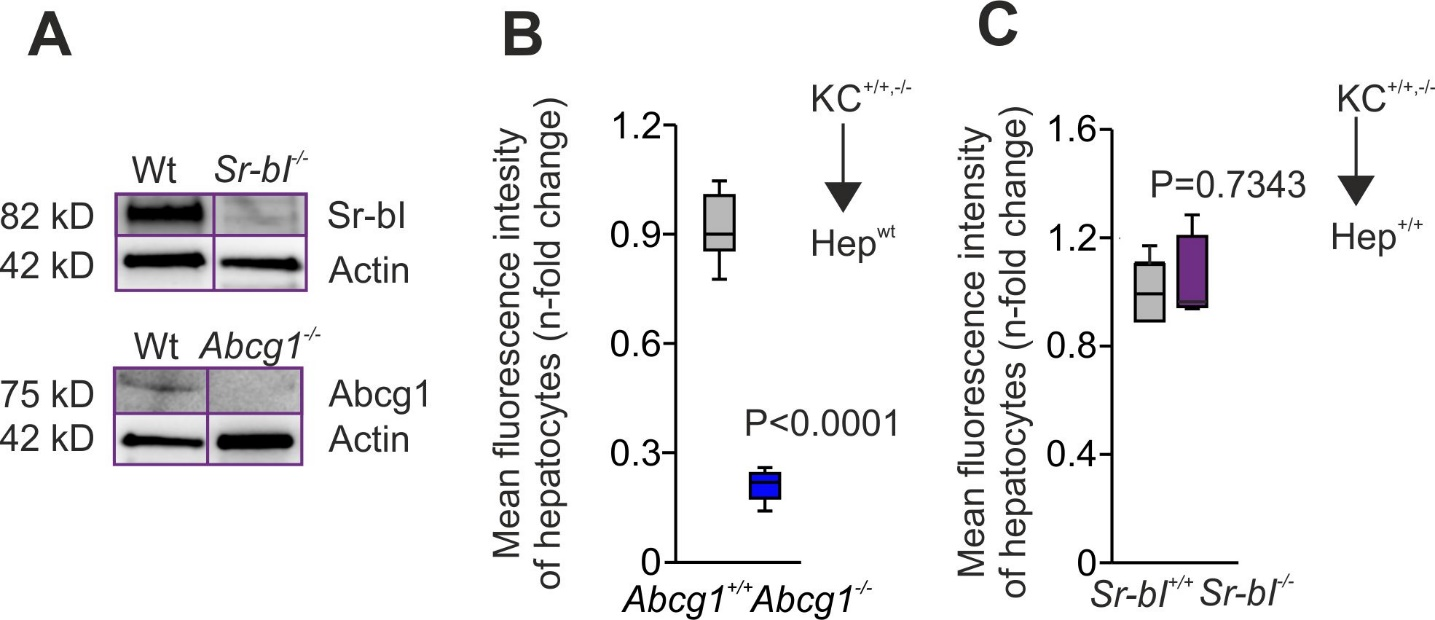 A
Wt Sr-bI-/-
82 kD Sr-bI
42 kD Actin
Wt Abcg1-/-
75 kD Abcg1
42 kD Actin
B
Mean fluorescence intesity
of hepatocytes (n-fold change)
1.2
0.9
0.6
0.3
0
KC+/+,-/-
Hepwt
P<0.0001
Abcg1+/+ Abcg1-/-
C
Mean fluorescence intensity
of hepatocytes (n-fold change)
1.6
1.2
0.8
0.4
0
KC+/+,-/-
P=0.7343
Hep+/+
Sr-bI+/+ Sr-bI-/-